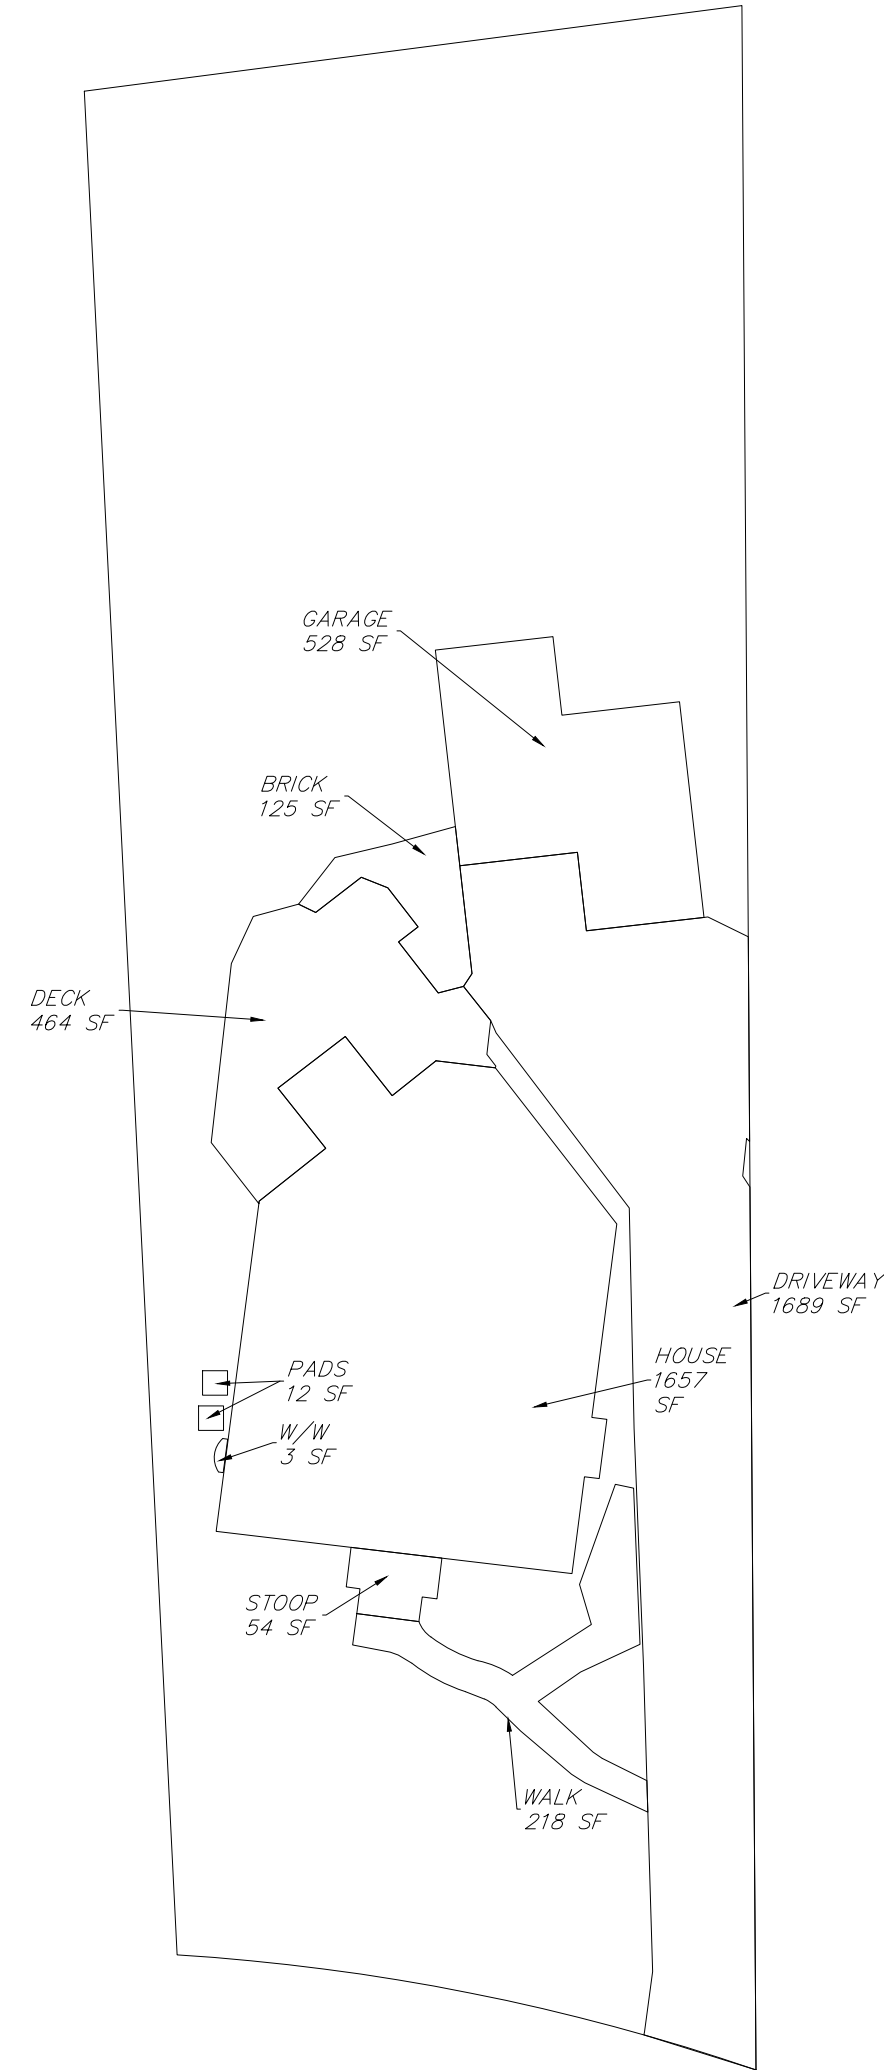 GARAGE
528 SF
BRICK
125 SF
DECK
464 SF
DRIVEWAY
1689 SF
HOUSE
1657
SF
PADS
12 SF
W/W
3 SF
STOOP
54 SF
WALK
218 SF